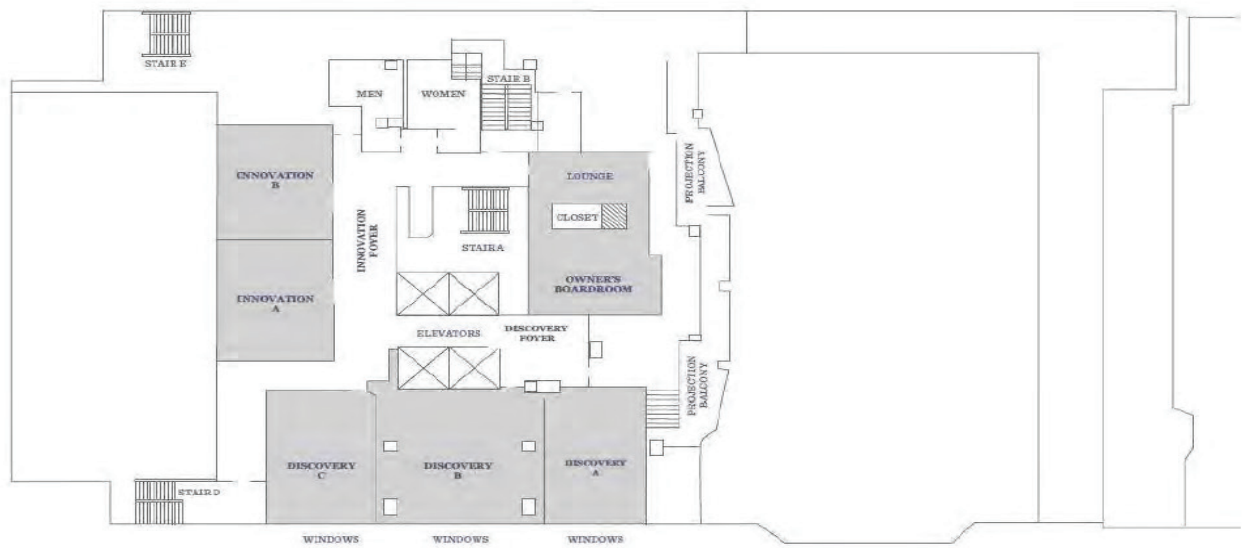 STAIR E
STAIR B
MEN
WOMEN
PROJECTION
BALCONY
INNOVATION
B
LOUNGE
CLOSET
INNOVATION
FOYER
STAIR A
INNOVATION
A
OWNER'S
BOARDROOM
ELEVATORS
DISCOVERY
FOYER
PROJECTION
BALCONY
DISCOVERY
C
DISCOVERY
B
DISCOVERY
A
STAIR D
WINDOWS
WINDOWS
WINDOWS